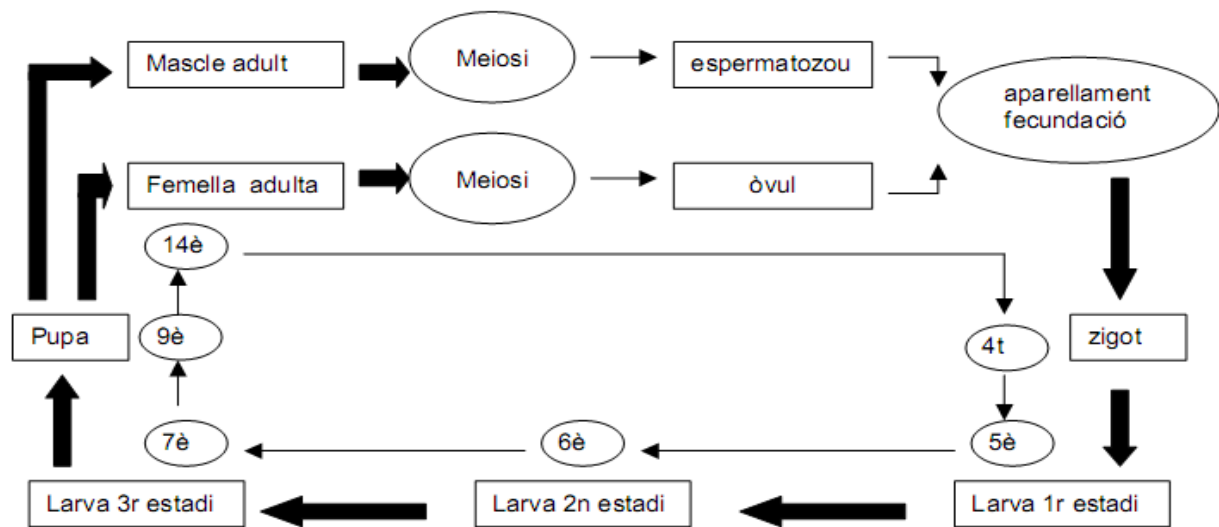 Mascle adult
Meiosi
espermatozou
aparellament
fecundació
Femella adulta
Meiosi
òvul
14è
Pupa
9è
4t
zigot
7è
6è
5è
Larva 3r estadi
Larva 2n estadi
Larva 1r estadi